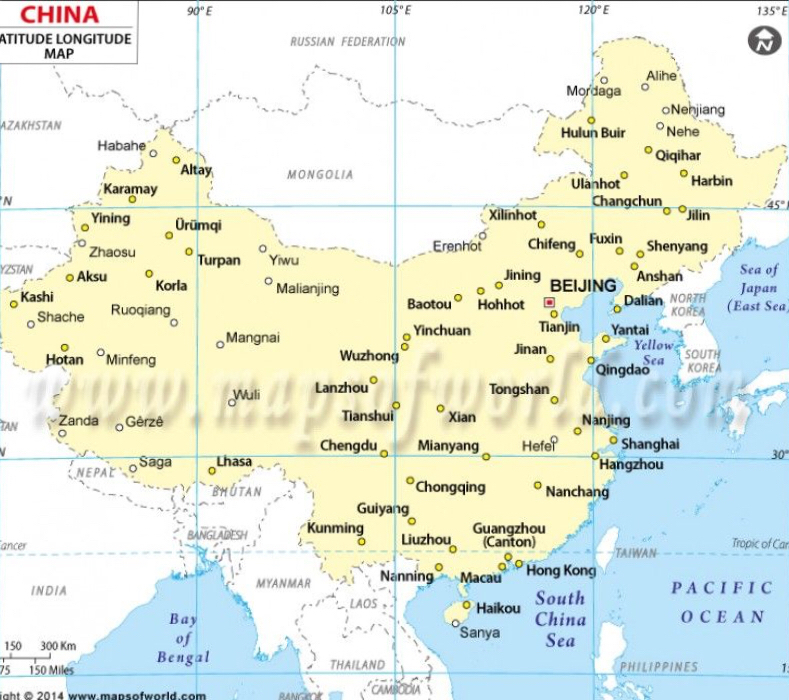 CHINA
ATITUDE LONGITUDE
MAP
90°E
105°E
120°E
135°E
N
RUSSIAN FEDERATION
AZAKHSTAN
MONGOLIA
Alihe
Mordaga
Nenjiang
Nehe
Hulun Buir
Qiqihar
Habahe
Altay
Karamay
Ulanhot
Harbin
Changchun
45°N
°N
Jilin
Yining
Ürümqi
Xilinhot
Zhaosu
Turpan
Yiwu
Erenhot
Chifeng
Fuxin
Shenyang
YZSTAN
Aksu
Korla
Malianjing
Jining
BEIJING
Anshan
Sea of
Japan
(East Sea)
Kashi
Shache
Ruoqiang
Baotou
Hohhot
Tianjin
Dalian
NORTH
KOREA
Yinchuan
Yantai
Mangnai
Wuzhong
Jinan
Yellow
Sea
SOUTH
KOREA
Hotan
Minfeng
Qingdao
www.mapsofworld.com
Wuli
Lanzhou
Tongshan
Tianshui
Xian
TAN
Zanda
Gêrzê
Nanjing
Hefei
Shanghai
Chengdu
Mianyang
N
30°
Saga
Lhasa
Hangzhou
NEPAL
BHUTAN
Chongqing
Nanchang
Guiyang
Kunming
Liuzhou
Guangzhou
(Canton)
BANGLADESH
ancer
TAIWAN
Tropic of Can
Nanning
Macau
Hong Kong
INDIA
MYANMAR
LAOS
Haikou
Sanya
South
China
Sea
PACIFIC
OCEAN
Bay
of
Bengal
150 300 Km
75 150 Miles
THAILAND
PHILIPPINES
CAMBODIA
BANGKOK
15
ight © 2014 www.mapsofworld.com